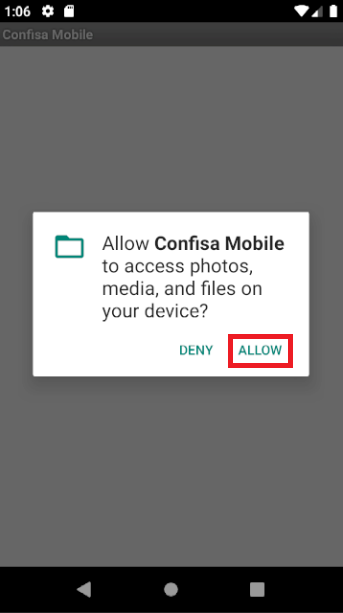 1:06
Confisa Mobile
Allow Confisa Mobile
to access photos,
media, and files on
your device?
DENY ALLOW